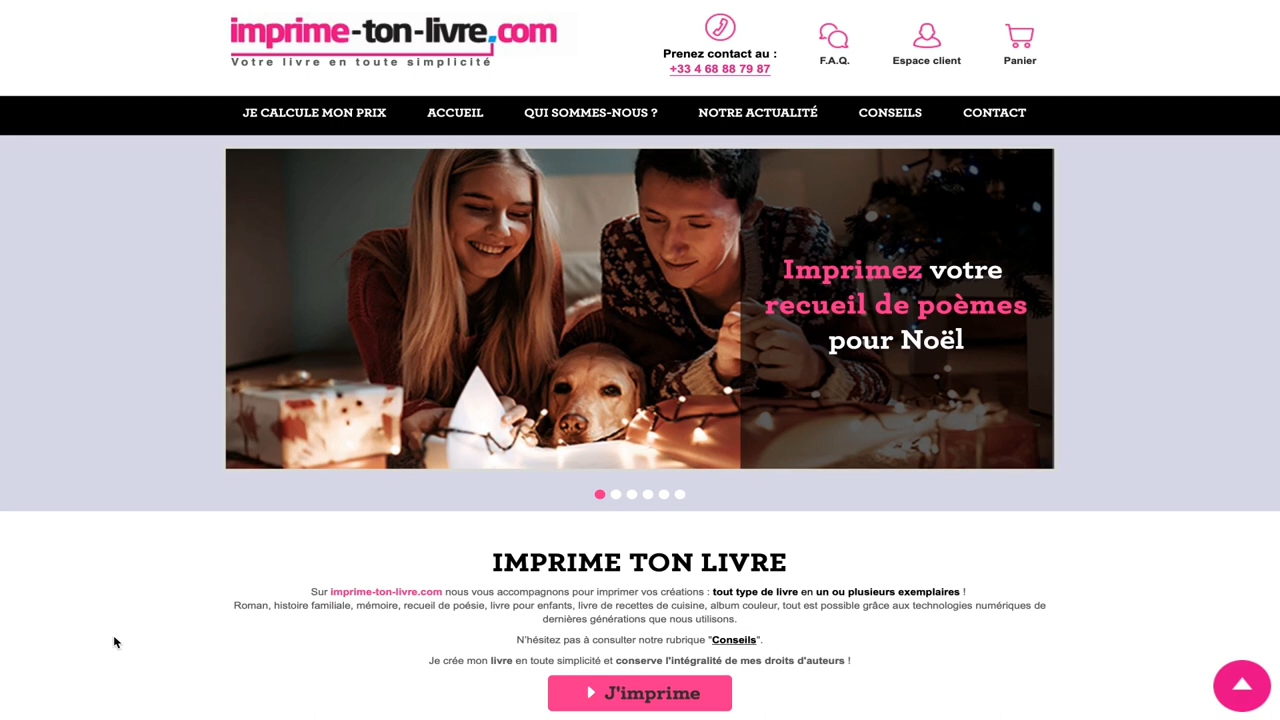 imprime-ton-livre.com
Votre livre en toute simplicité
Prenez contact au :
+33 4 68 88 79 87
F.A.Q.
Espace client
Panier
JE CALCULE MON PRIX
ACCUEIL
QUI SOMMES-NOUS ?
NOTRE ACTUALITÉ
CONSEILS
CONTACT
Imprimez votre
recueil de poèmes
pour Noël
IMPRIME TON LIVRE
Sur imprime-ton-livre.com nous vous accompagnons pour imprimer vos créations : tout type de livre en un ou plusieurs exemplaires !
Roman, histoire familiale, mémoire, recueil de poésie, livre pour enfants, livre de recettes de cuisine, album couleur, tout est possible grâce aux technologies numériques de
dernières générations que nous utilisons.
N'hésitez pas à consulter notre rubrique "Conseils".
Je crée mon livre en toute simplicité et conserve l'intégralité de mes droits d'auteurs !
J'imprime